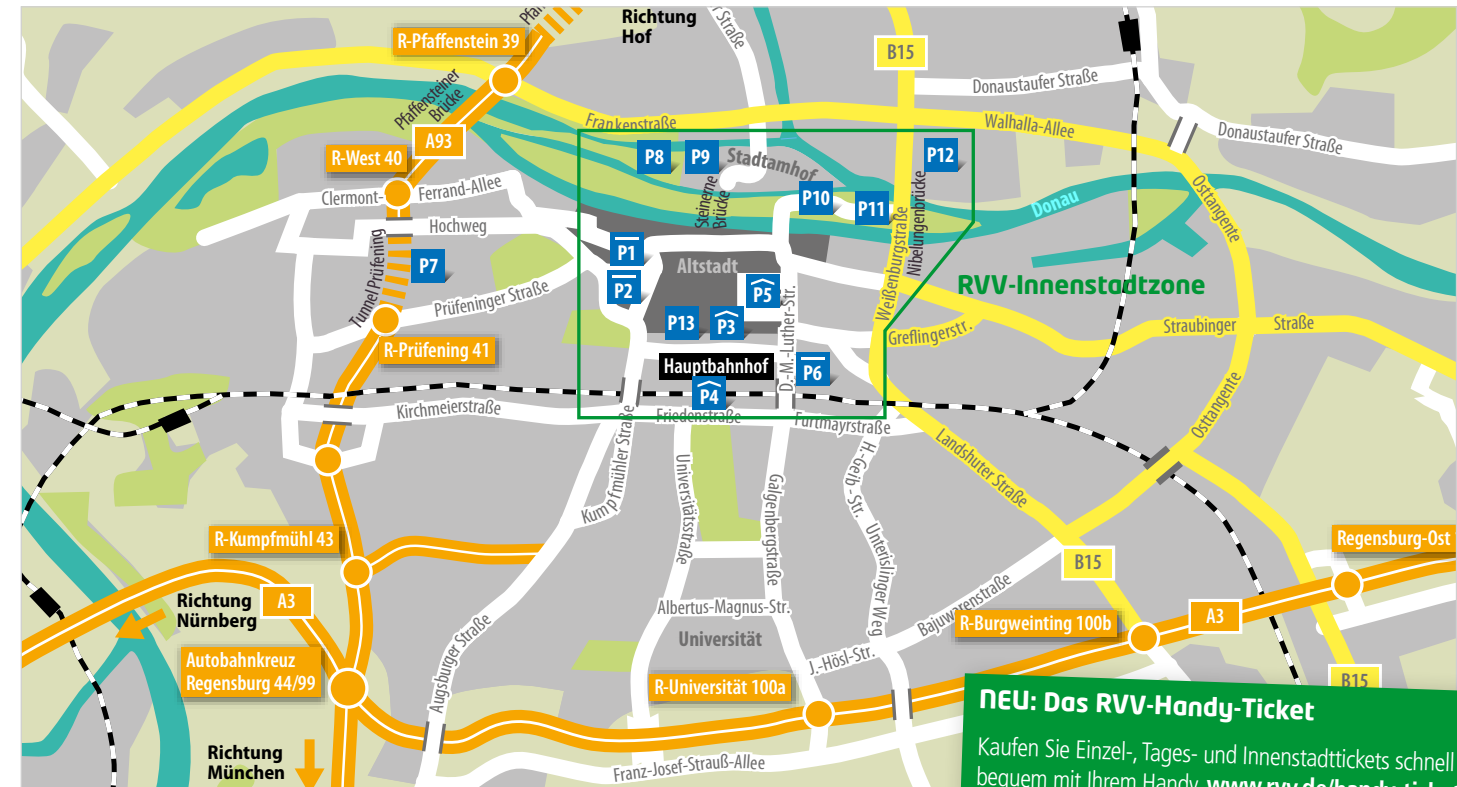 Richtung
Hof
R-Pfaffenstein 39
B15
Donaustaufer Straße
Pfaffensteiner
Brücke
Frankenstraße
Walhalla-Allee
Donaustaufer Straße
A93
R-West 40
P8
P9
Stadtamhof
P12
Clermont-
Ferrand-Allee
Steinerne
Brücke
P10
P11
Donau
Osttangente
Hochweg
Nibelungenbrücke
Weißenburgstraße
P1
P7
Altstadt
Tunnel Prüfening
P2
P5
RVV-Innenstadtzone
Prüfeninger Straße
P13
P3
D.-M.-Luther-Str.
Greflingerstr.
Straubinger
Straße
R-Prüfening 41
Hauptbahnhof
P6
P4
Kirchmeierstraße
Friedenstraße
Furtmayrstraße
Osttangente
Landshuter Straße
Kumpfmühler Straße
Universitätsstraße
Galgenbergstraße
H.-Gelb-Str.
Unterislinger Weg
R-Kumpfmühl 43
Regensburg-Ost
B15
Richtung
Nürnberg
A3
Albertus-Magnus-Str.
Bajuwarenstraße
A3
R-Burgweinting 100b
Universität
Augsburger Straße
J.-Hösl-Str.
Autobahnkreuz
Regensburg 44/99
R-Universität 100a
B15
NEU: Das RVV-Handy-Ticket
Richtung
München
Franz-Josef-Strauß-Allee
Kaufen Sie Einzel-, Tages- und Innenstadttickets schnell
bequem mit Ihrem Handy.